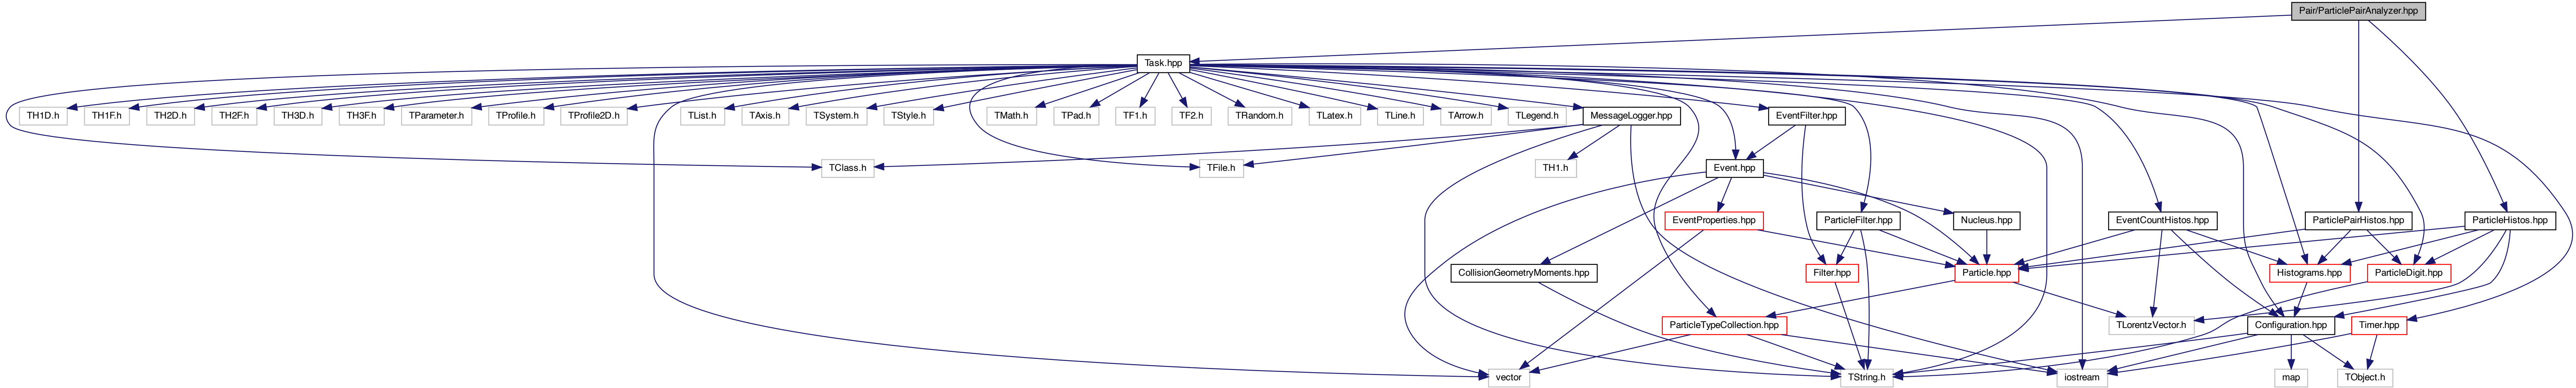 Pair/ParticlePairAnalyzer.hpp
Task.hpp
TH1D.h
TH1F.h
TH2D.h
TH2F.h
TH3D.h
TH3F.h
TParameter.h
TProfile.h
TProfile2D.h
TList.h
TAxis.h
TSystem.h
TStyle.h
TMath.h
TPad.h
TF1.h
TF2.h
TRandom.h
TLatex.h
TLine.h
TArrow.h
TLegend.h
MessageLogger.hpp
EventFilter.hpp
TClass.h
TFile.h
TH1.h
Event.hpp
EventProperties.hpp
ParticleFilter.hpp
Nucleus.hpp
EventCountHistos.hpp
ParticlePairHistos.hpp
ParticleHistos.hpp
CollisionGeometryMoments.hpp
Filter.hpp
Particle.hpp
Histograms.hpp
ParticleDigit.hpp
ParticleTypeCollection.hpp
TLorentzVector.h
Configuration.hpp
Timer.hpp
vector
TString.h
iostream
map
TObject.h